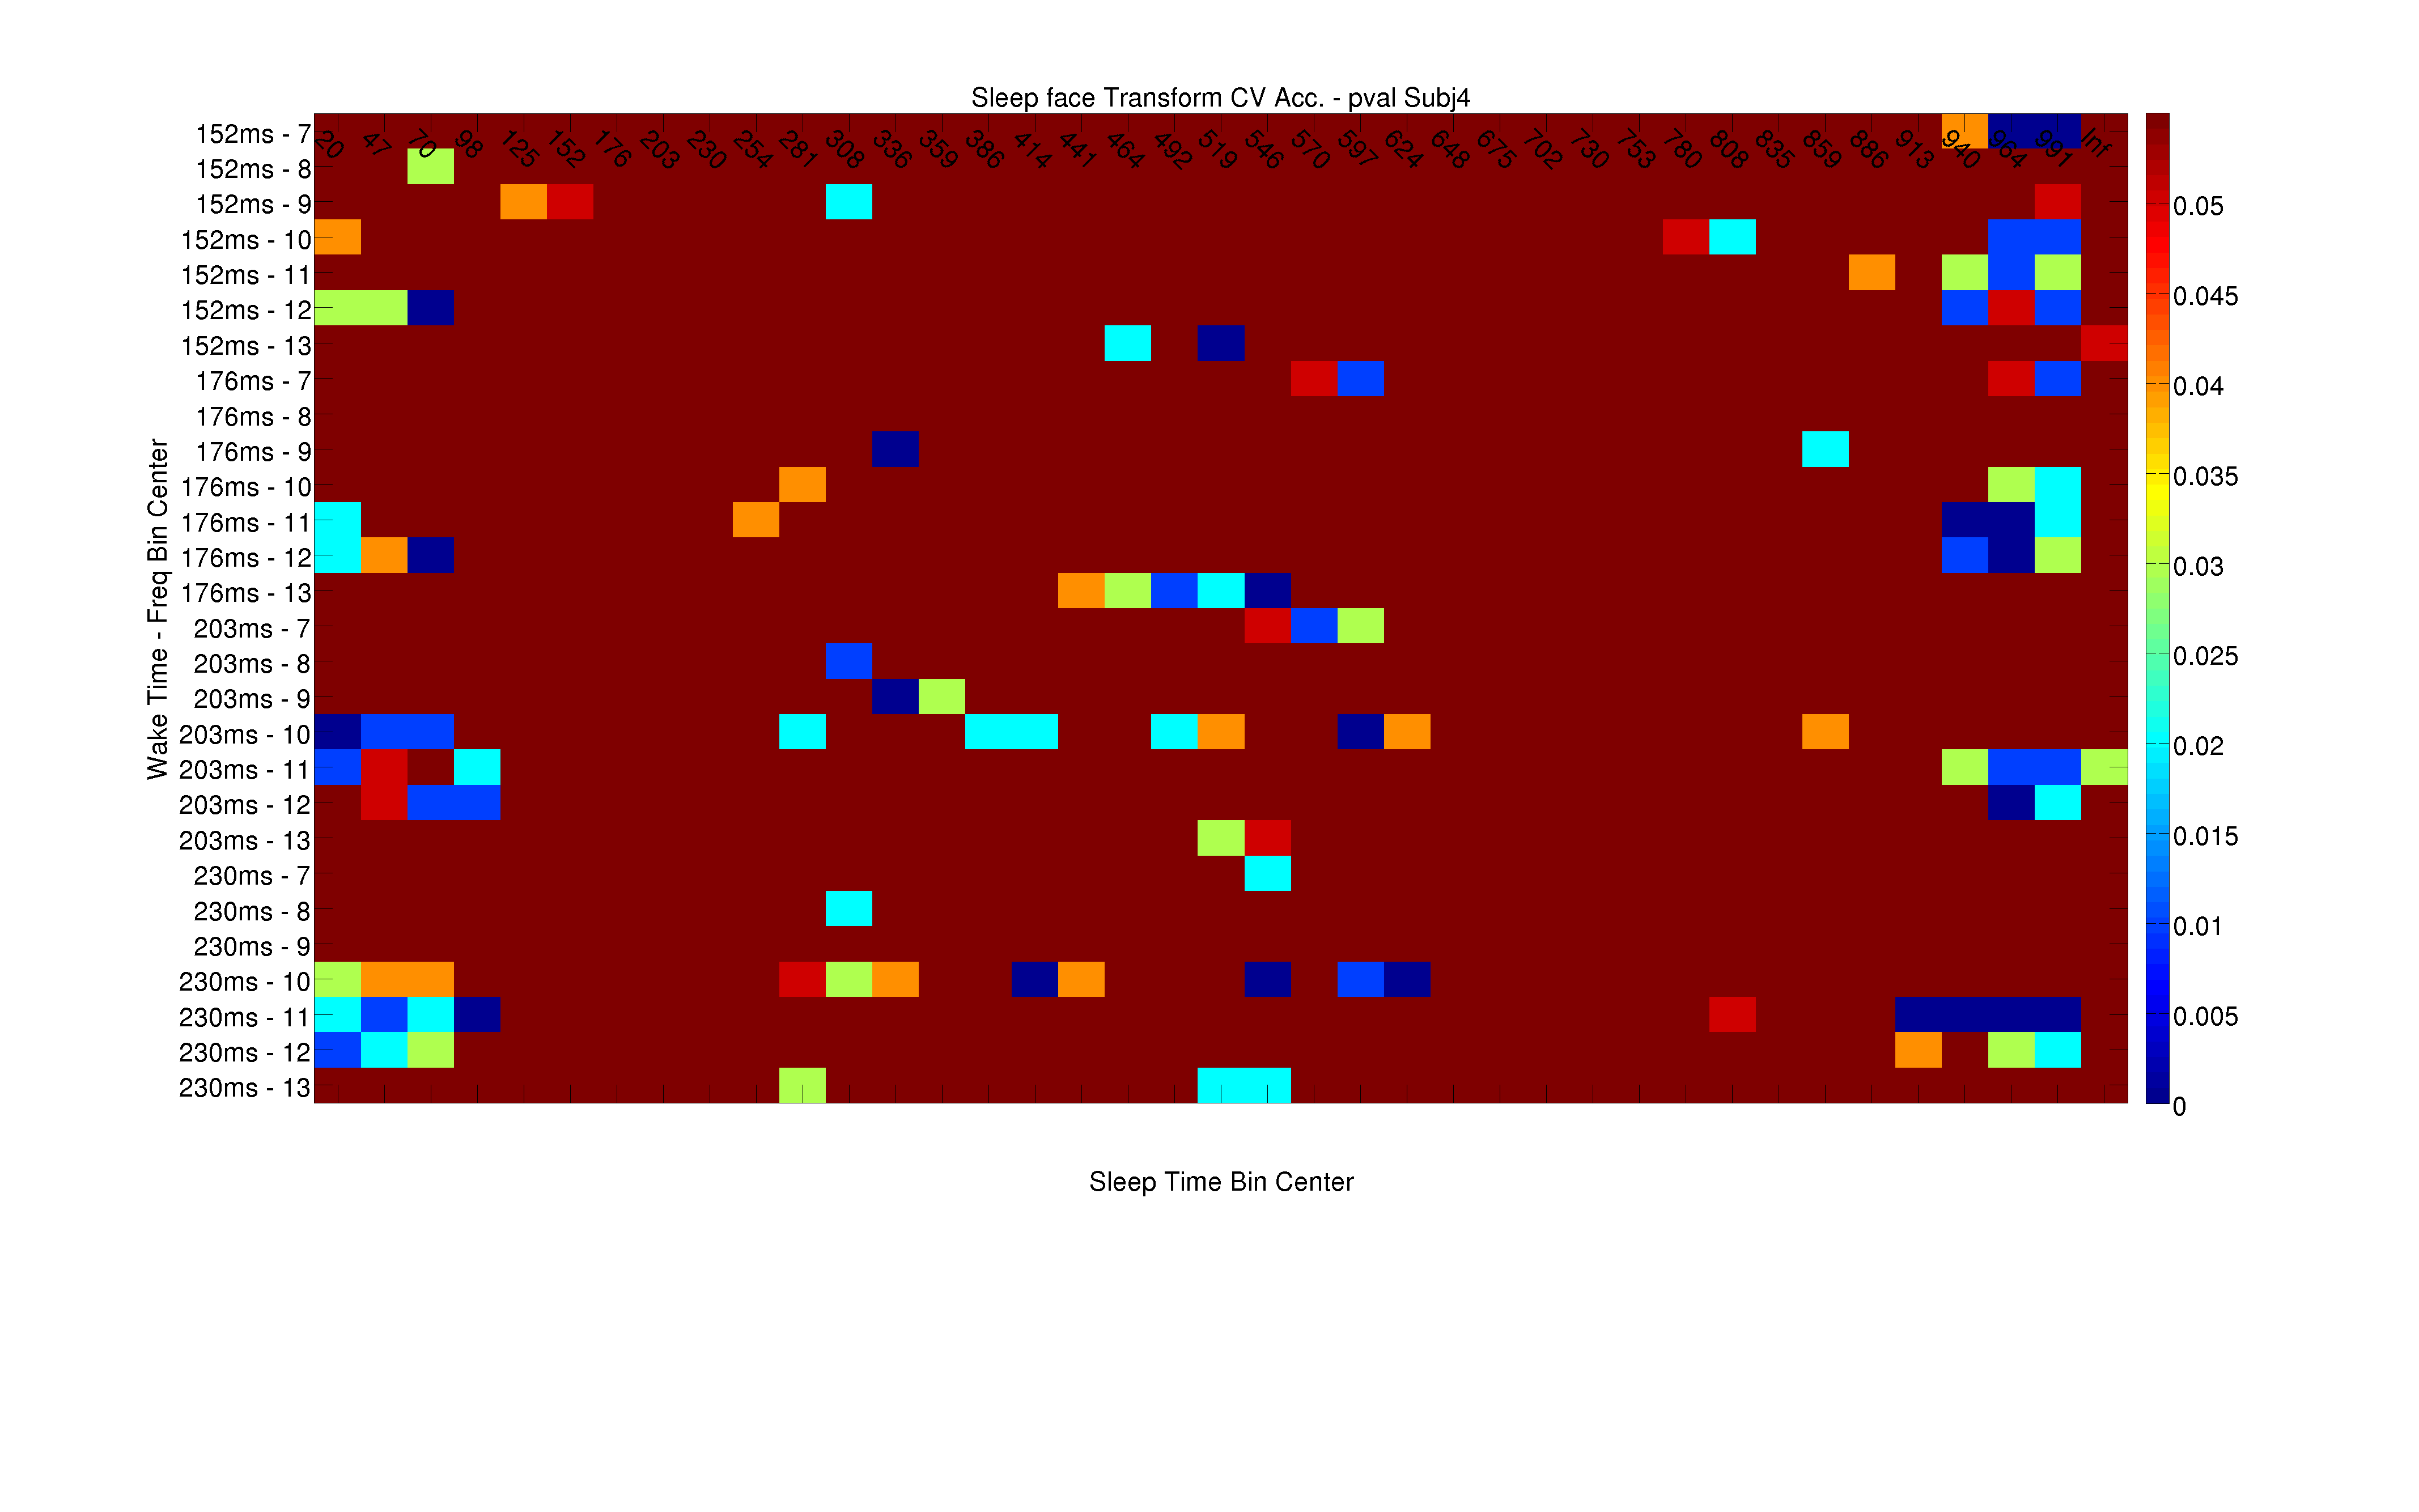 Sleep face Transform CV Acc. - pval Subj4
152ms - 7
152ms - 8
152ms - 9
152ms - 10
152ms - 11
152ms - 12
152ms - 13
176ms - 7
176ms - 8
176ms - 9
176ms - 10
176ms - 11
176ms - 12
176ms - 13
203ms - 7
203ms - 8
203ms - 9
203ms - 10
203ms - 11
203ms - 12
203ms - 13
230ms - 7
230ms - 8
230ms - 9
230ms - 10
230ms - 11
230ms - 12
230ms - 13
Wake Time - Freq Bin Center
20 47 70 98 125 152 176 203 230 254 281 308 336 359 386 414 441 464 492 519 546 570 597 624 648 675 702 730 753 780 808 835 859 886 913 940 964 991 Inf
0.05
0.045
0.04
0.035
0.03
0.025
0.02
0.015
0.01
0.005
0
Sleep Time Bin Center